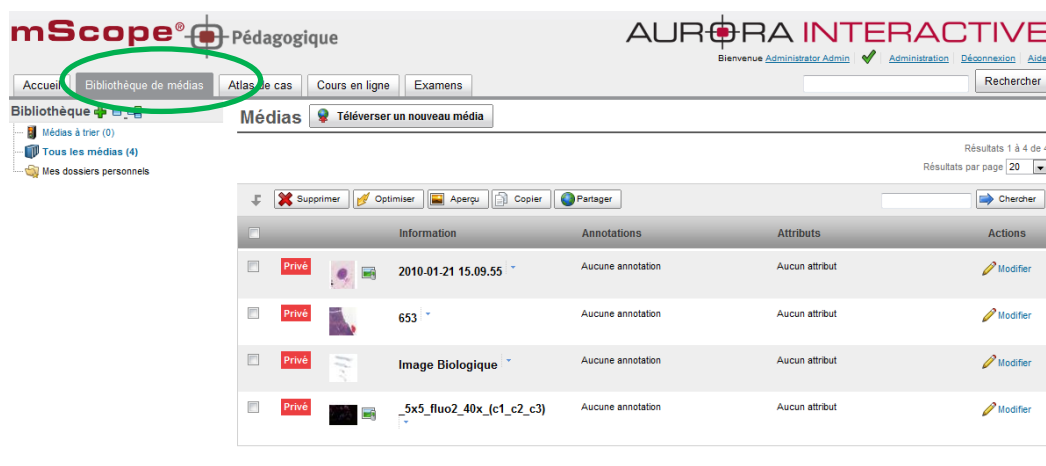 mScope® Pédagogique
AURORA INTERACTIVE
Bienvenue Administrator Admin Administration Déconnexion Aide
Accueil Bibliothèque de médias Atlas de cas Cours en ligne Examens Rechercher
Bibliothèque
Médias à trier (0)
Tous les médias (4)
Mes dossiers personnels
Médias Téléverser un nouveau média
Résultats 1 à 4 de 4
Résultats par page 20
Supprimer Optimiser Aperçu Copier Partager Chercher
Information Annotations Attributs Actions
Privé 2010-01-21 15.09.55 Aucune annotation Aucun attribut Modifier
Privé 653 Aucune annotation Aucun attribut Modifier
Privé Image Biologique Aucune annotation Aucun attribut Modifier
Privé _5x5_fluo2_40x_(c1_c2_c3) Aucune annotation Aucun attribut Modifier